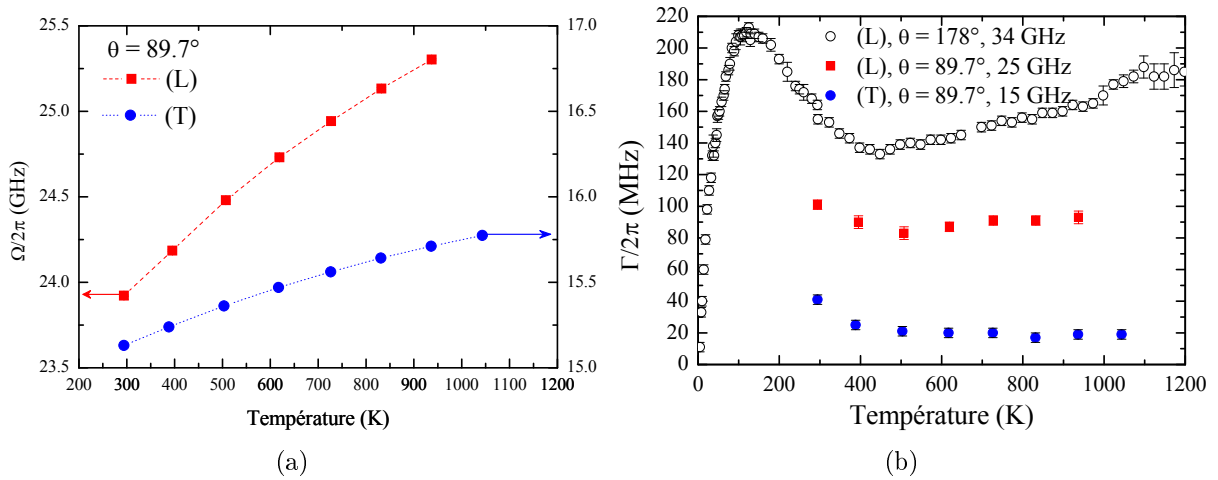 θ = 89.7°
(L)
(T)
25.5
25.0
24.5
24.0
23.5
Ω/2π (GHz)
17.0
16.5
16.0
15.5
15.0
200 300 400 500 600 700 800 900 1000 1100 1200
Température (K)
(a)
(L), θ = 178°, 34 GHz
(L), θ = 89.7°, 25 GHz
(T), θ = 89.7°, 15 GHz
220
200
180
160
140
120
100
80
60
40
20
0
Γ/2π (MHz)
0 200 400 600 800 1000 1200
Température (K)
(b)